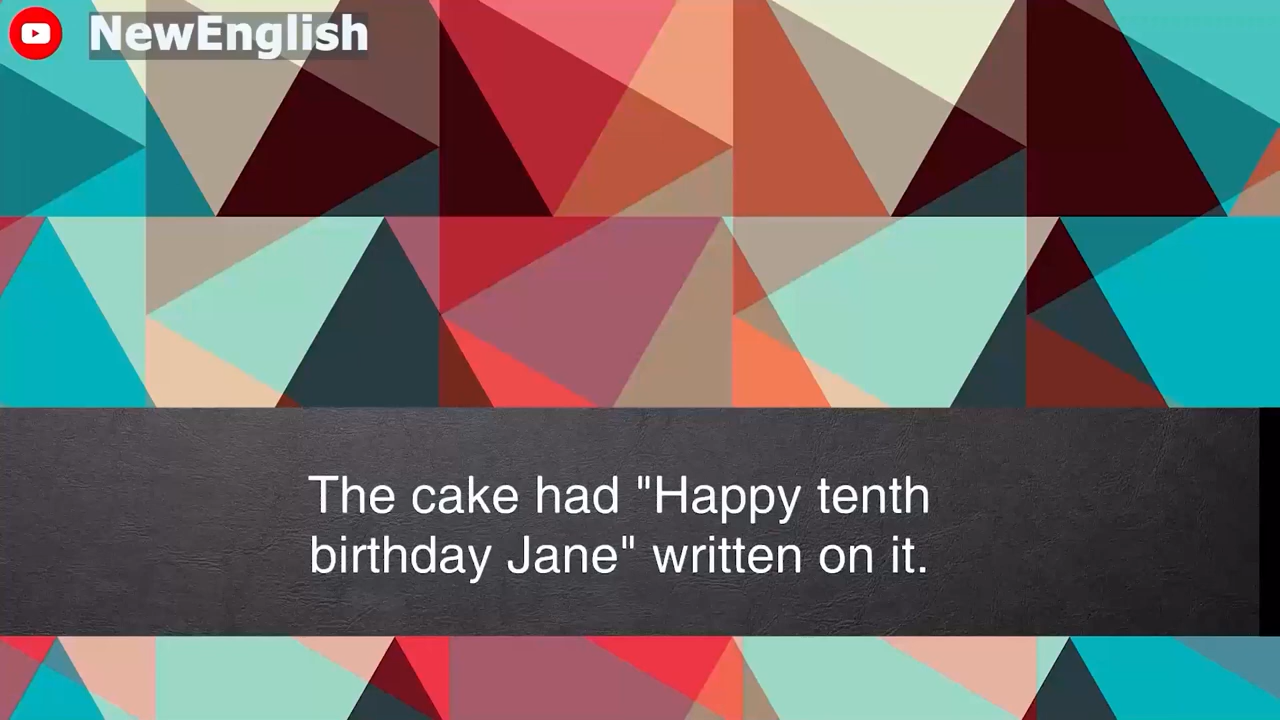 NewEnglish
The cake had "Happy tenth
birthday Jane" written on it.